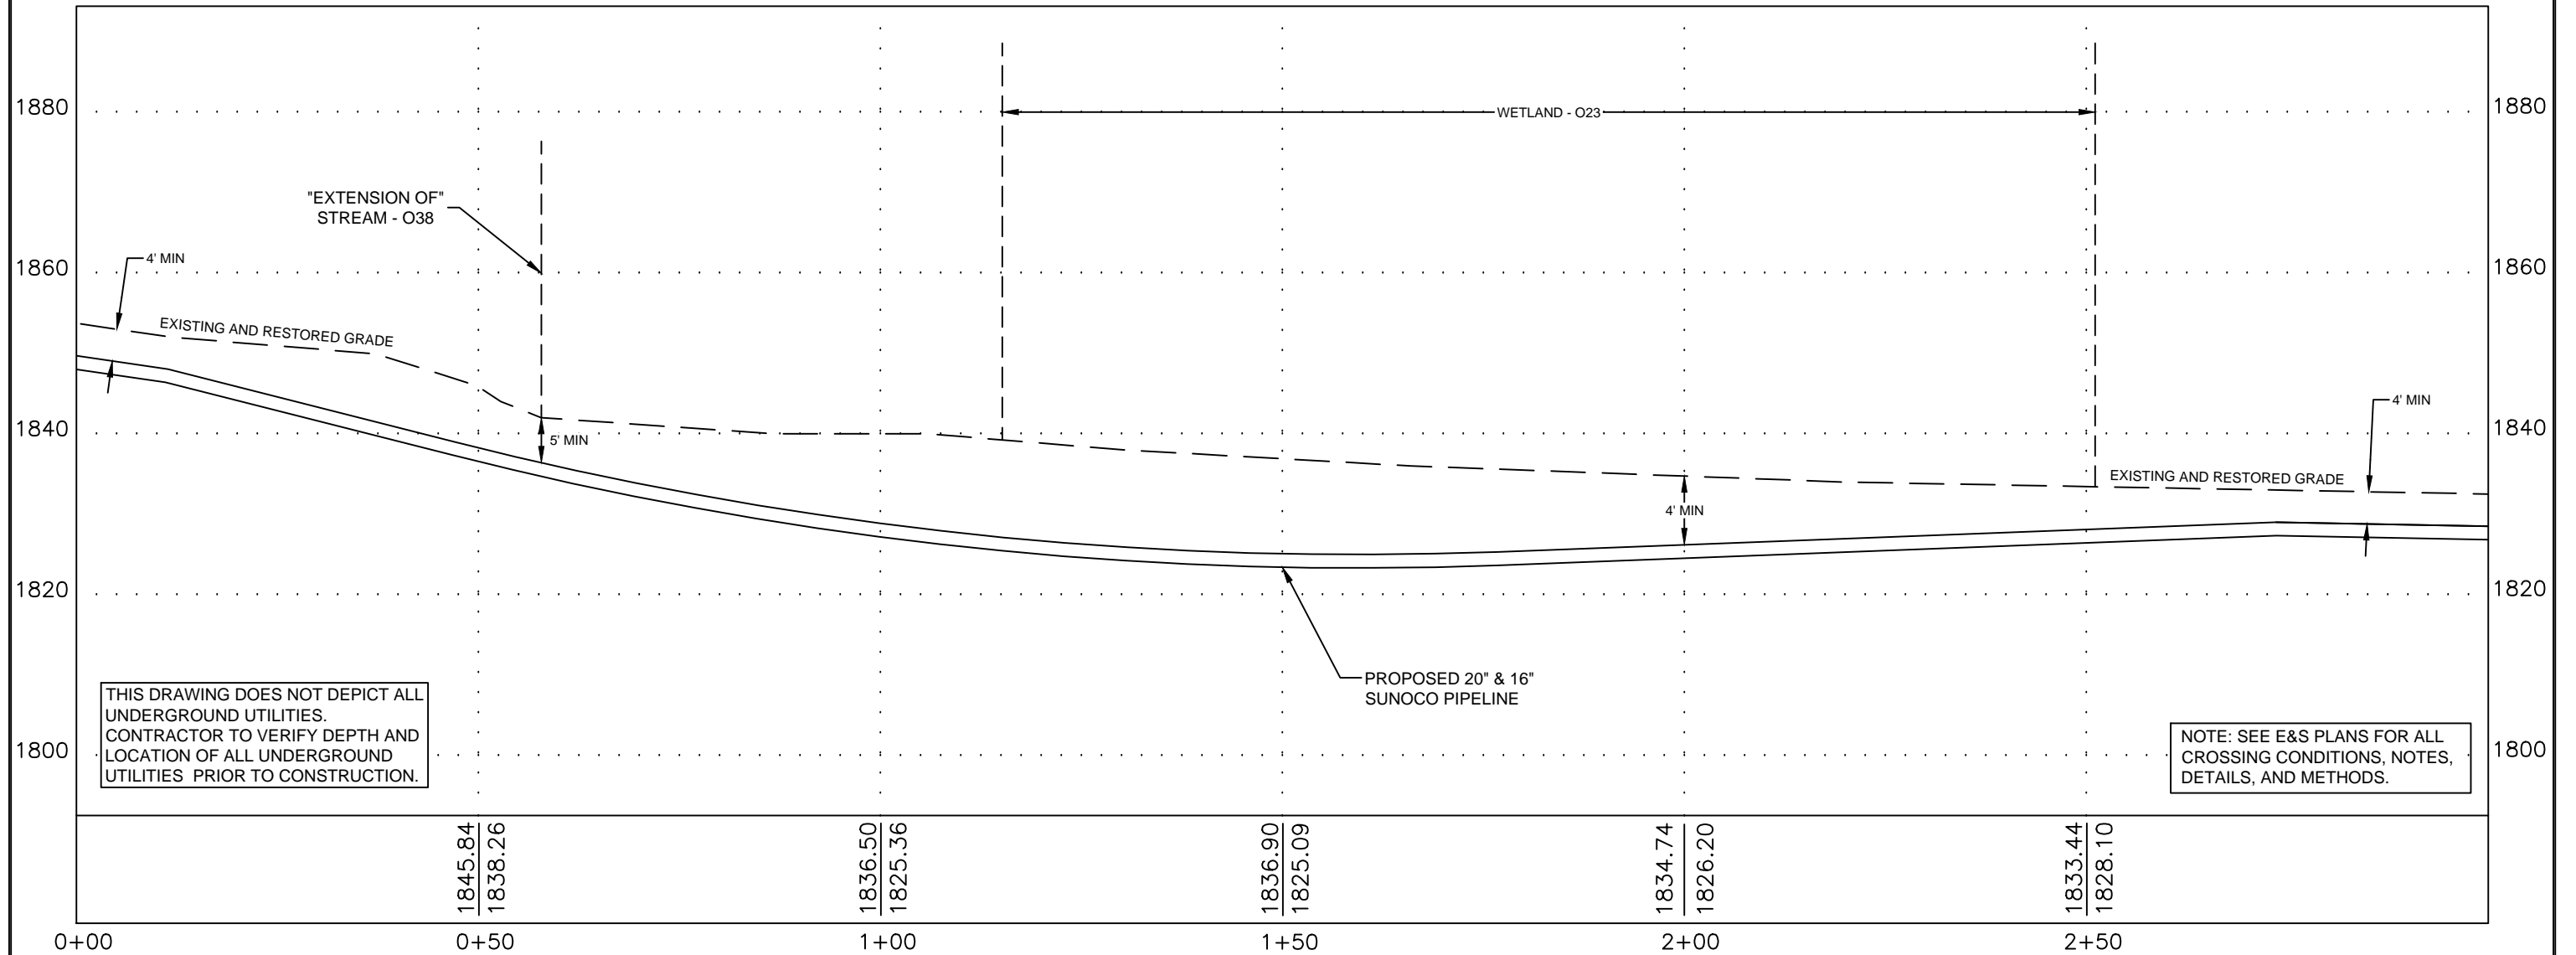 1880
1880
WETLAND - O23
"EXTENSION OF"
STREAM - O38
1860
1860
4' MIN
EXISTING AND RESTORED GRADE
4' MIN
1840
1840
5' MIN
EXISTING AND RESTORED GRADE
4' MIN
1820
1820
PROPOSED 20" & 16"
SUNOCO PIPELINE
THIS DRAWING DOES NOT DEPICT ALL
UNDERGROUND UTILITIES.
CONTRACTOR TO VERIFY DEPTH AND
LOCATION OF ALL UNDERGROUND
UTILITIES PRIOR TO CONSTRUCTION.
NOTE: SEE E&S PLANS FOR ALL
CROSSING CONDITIONS, NOTES,
DETAILS, AND METHODS.
1800
1800
1845.84
1838.26
1836.50
1825.36
1836.90
1825.09
1834.74
1826.20
1833.44
1828.10
0+00
0+50
1+00
1+50
2+00
2+50